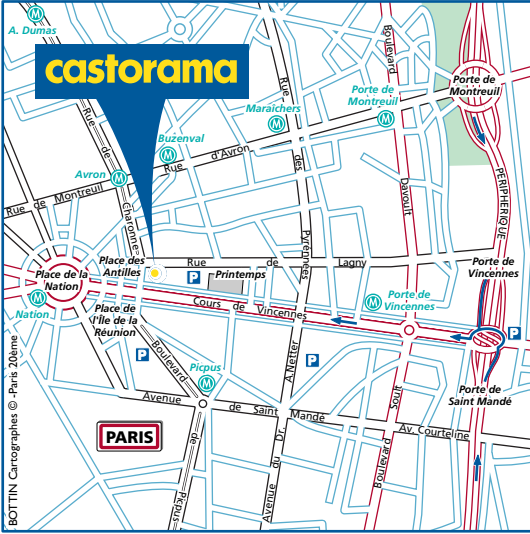 A. Dumas
castorama
Boulevard
Porte de
Montreuil
Porte de
Montreuil
Maraîchers
Buzenval
Rue d'Avron
Avron
Rue de Montreuil
Rue de Charonne
Rue des Pyrénées
Davoult
PERIPHERIQUE
Place des
Antilles
Rue de Lagny
Porte de
Vincennes
Place de la
Nation
P
Printemps
Nation
Cours de Vincennes
Porte de
Vincennes
Place de
l'Île de la
Réunion
P
P
P
Boulevard de Picpus
Picpus
A. Netter
Avenue du Dr.
Porte de
Saint Mandé
Avenue de Saint Mandé
Av. Courteline
Boulevard Soult
PARIS
BOTTIN Cartographes © -Paris 20ème